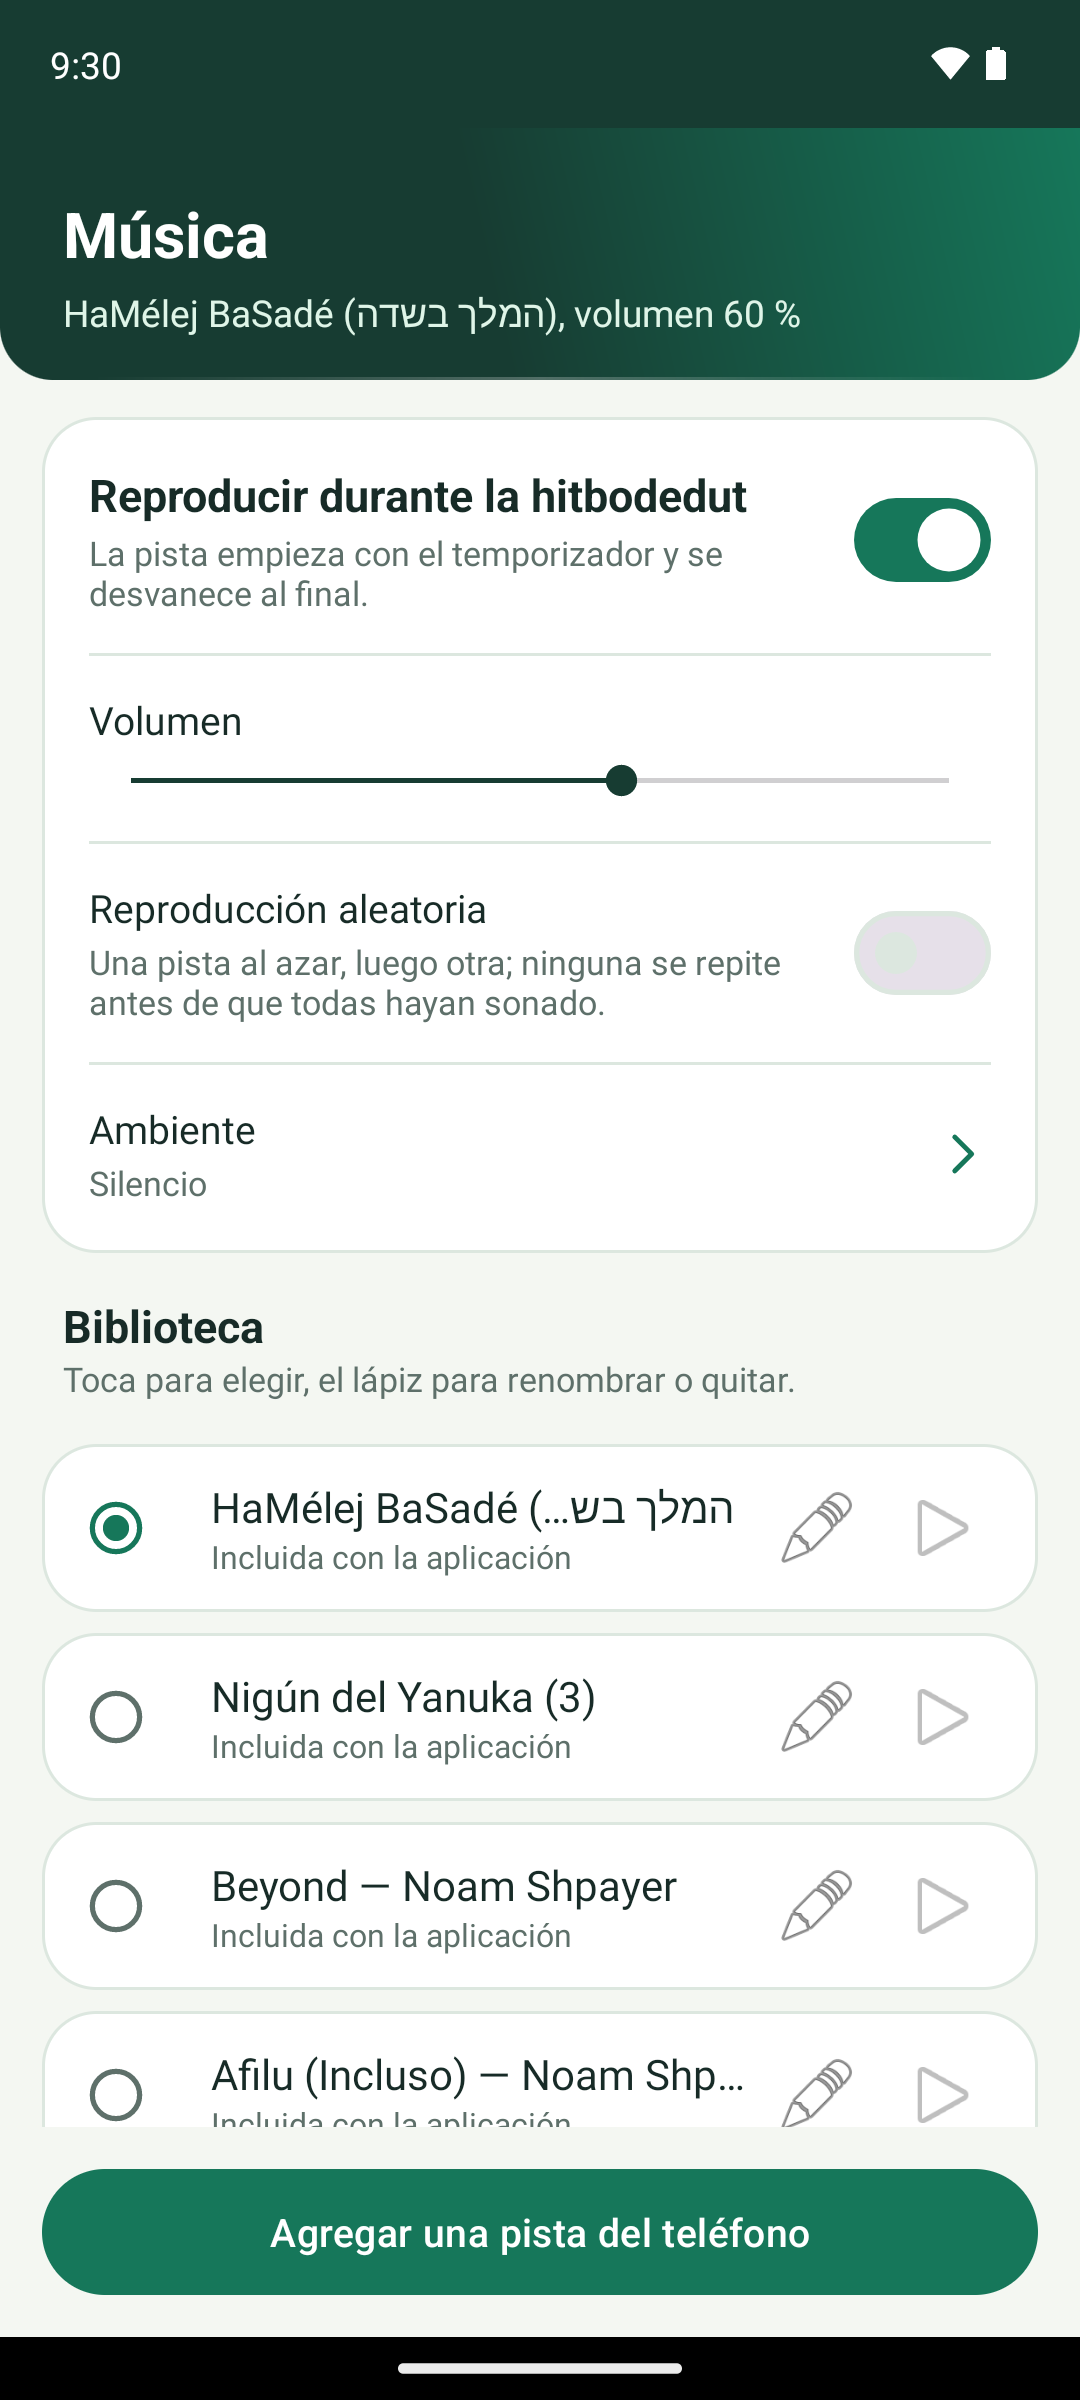 9:30
Música
HaMélej BaSadé (המלך בשדה), volumen 60 %
Reproducir durante la hitbodedut
La pista empieza con el temporizador y se
desvanece al final.
Volumen
Reproducción aleatoria
Una pista al azar, luego otra; ninguna se repite
antes de que todas hayan sonado.
Ambiente
Silencio
Biblioteca
Toca para elegir, el lápiz para renombrar o quitar.
HaMélej BaSadé (המלך בש…
Incluida con la aplicación
Nigún del Yanuka (3)
Incluida con la aplicación
Beyond — Noam Shpayer
Incluida con la aplicación
Afilu (Incluso) — Noam Shp…
Incluida con la aplicación
Agregar una pista del teléfono